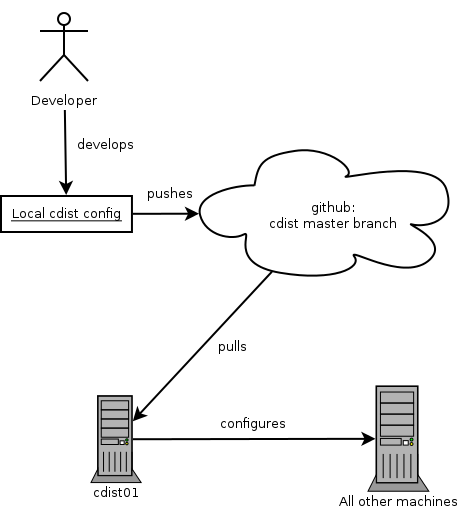 Developer
develops
pushes
Local cdist config
github:
cdist master branch
pulls
configures
cdist01
All other machines